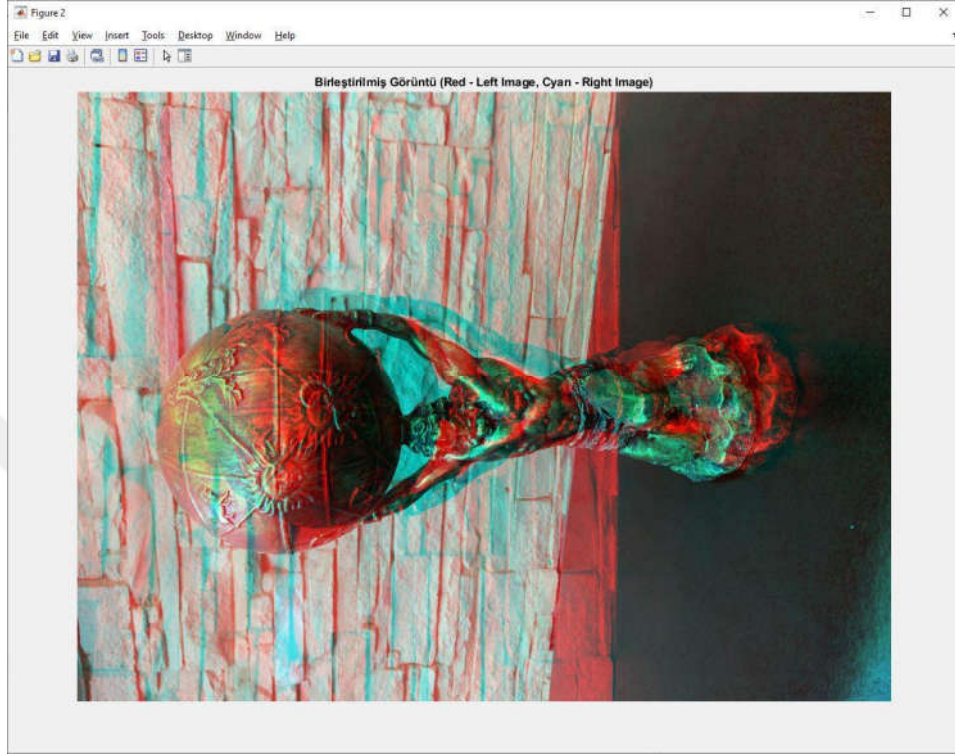 Figure 2
File Edit View Insert Tools Desktop Window Help
Birleştirilmiş Görüntü (Red - Left Image, Cyan - Right Image)